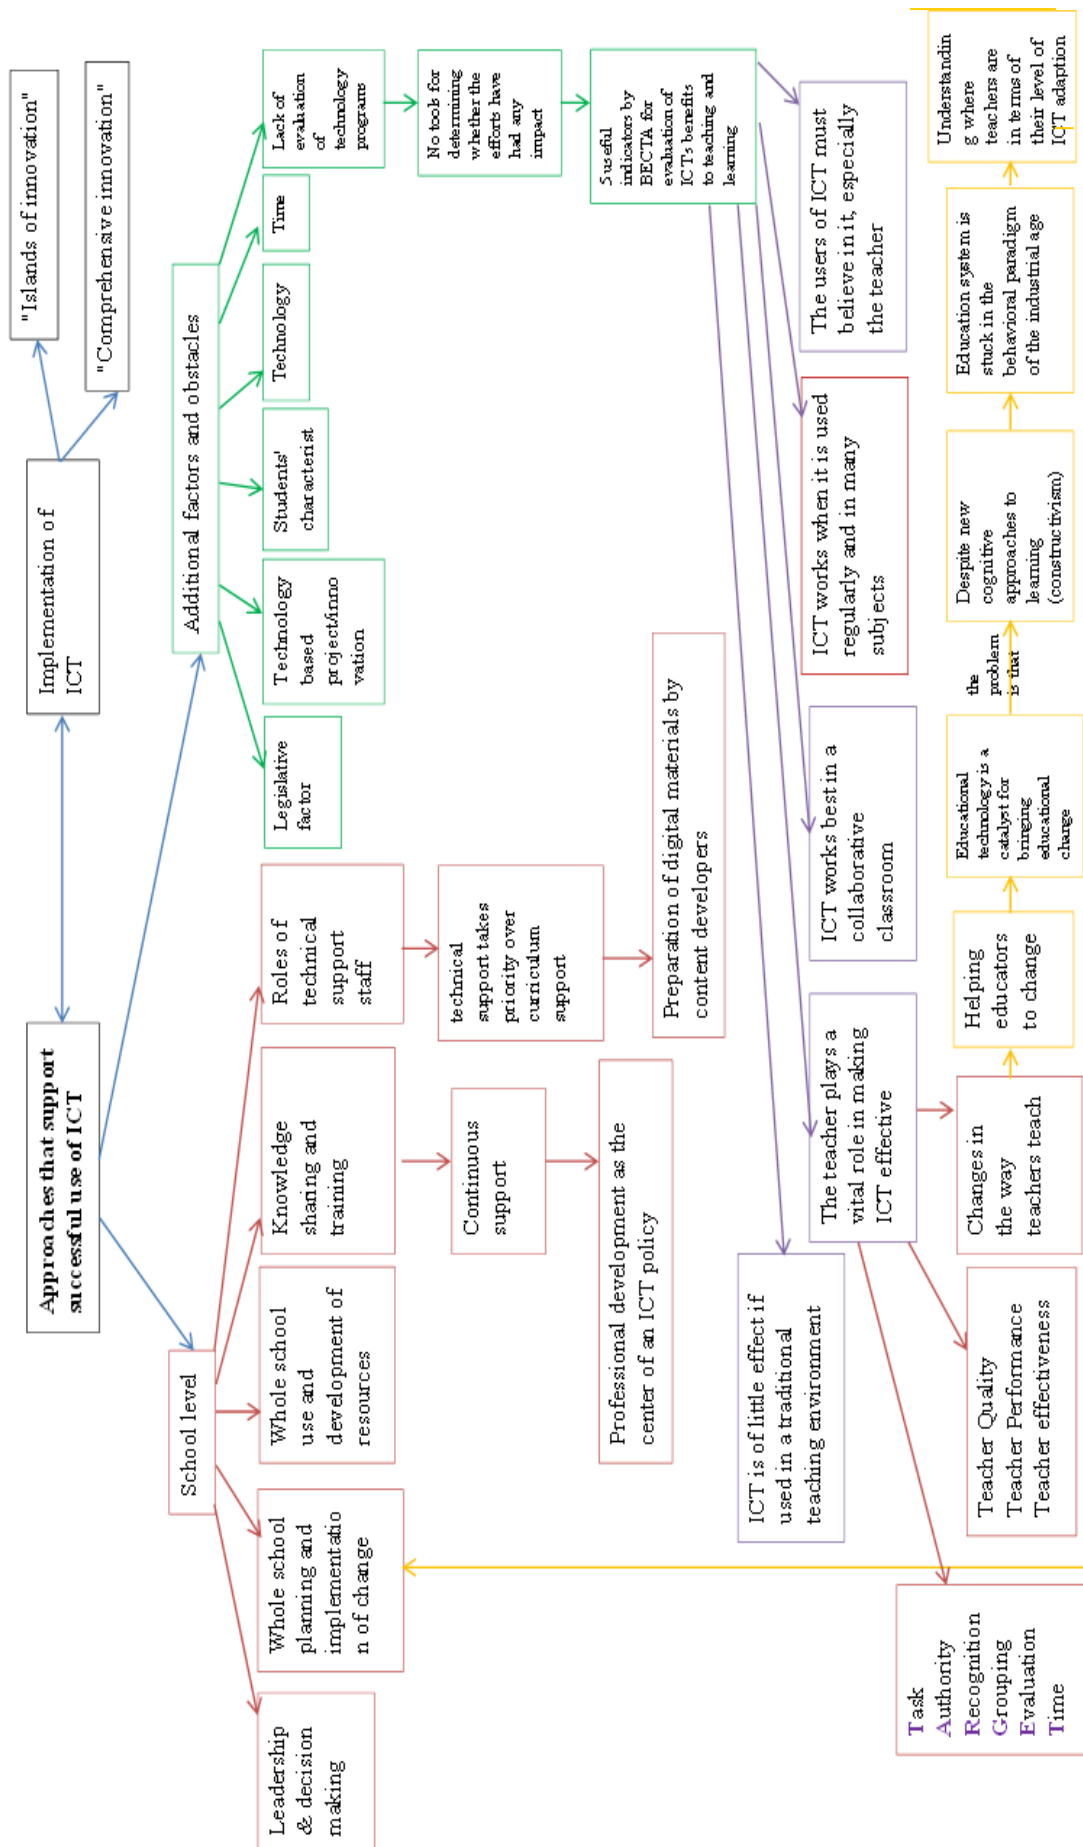 Approaches that support
successful use of ICT
Implementation of
ICT
"Islands of innovation"
"Comprehensive innovation"
School level
Additional factors and obstacles
Leadership
& decision
making
Whole school
planning and
implementatio
n of change
Whole school
use and
development of
resources
Knowledge
sharing and
training
Roles of
technical
support
staff
Legislative
factor
Technology
based
project/inno
vation
Students'
characterist
Technology
Time
Lack of
evaluation
of
technology
programs
Continuous
support
technical
support takes
priority over
curriculum
support
No tools for
determining
whether the
efforts have
had any
impact
Professional development as the
center of an ICT policy
Preparation of digital materials by
content developers
5 useful
indicators by
BECTA for
evaluation of
ICTs benefits
to teaching and
learning
ICT is of little effect if
used in a traditional
teaching environment
The teacher plays a
vital role in making
ICT effective
ICT works best in a
collaborative
classroom
ICT works when it is used
regularly and in many
subjects
The users of ICT must
believe in it, especially
the teacher
Task
Authority
Recognition
Grouping
Evaluation
Time
Teacher Quality
Teacher Performance
Teacher effectiveness
Changes in
the way
teachers teach
Helping
educators
to change
Educational
technology is a
catalyst for
bringing
educational
change
the
problem
is that
Despite new
cognitive
approaches to
learning
(constructivism)
Education system is
stuck in the
behavioral paradigm
of the industrial age
Understandin
g where
teachers are
in terms of
their level of
ICT adaption